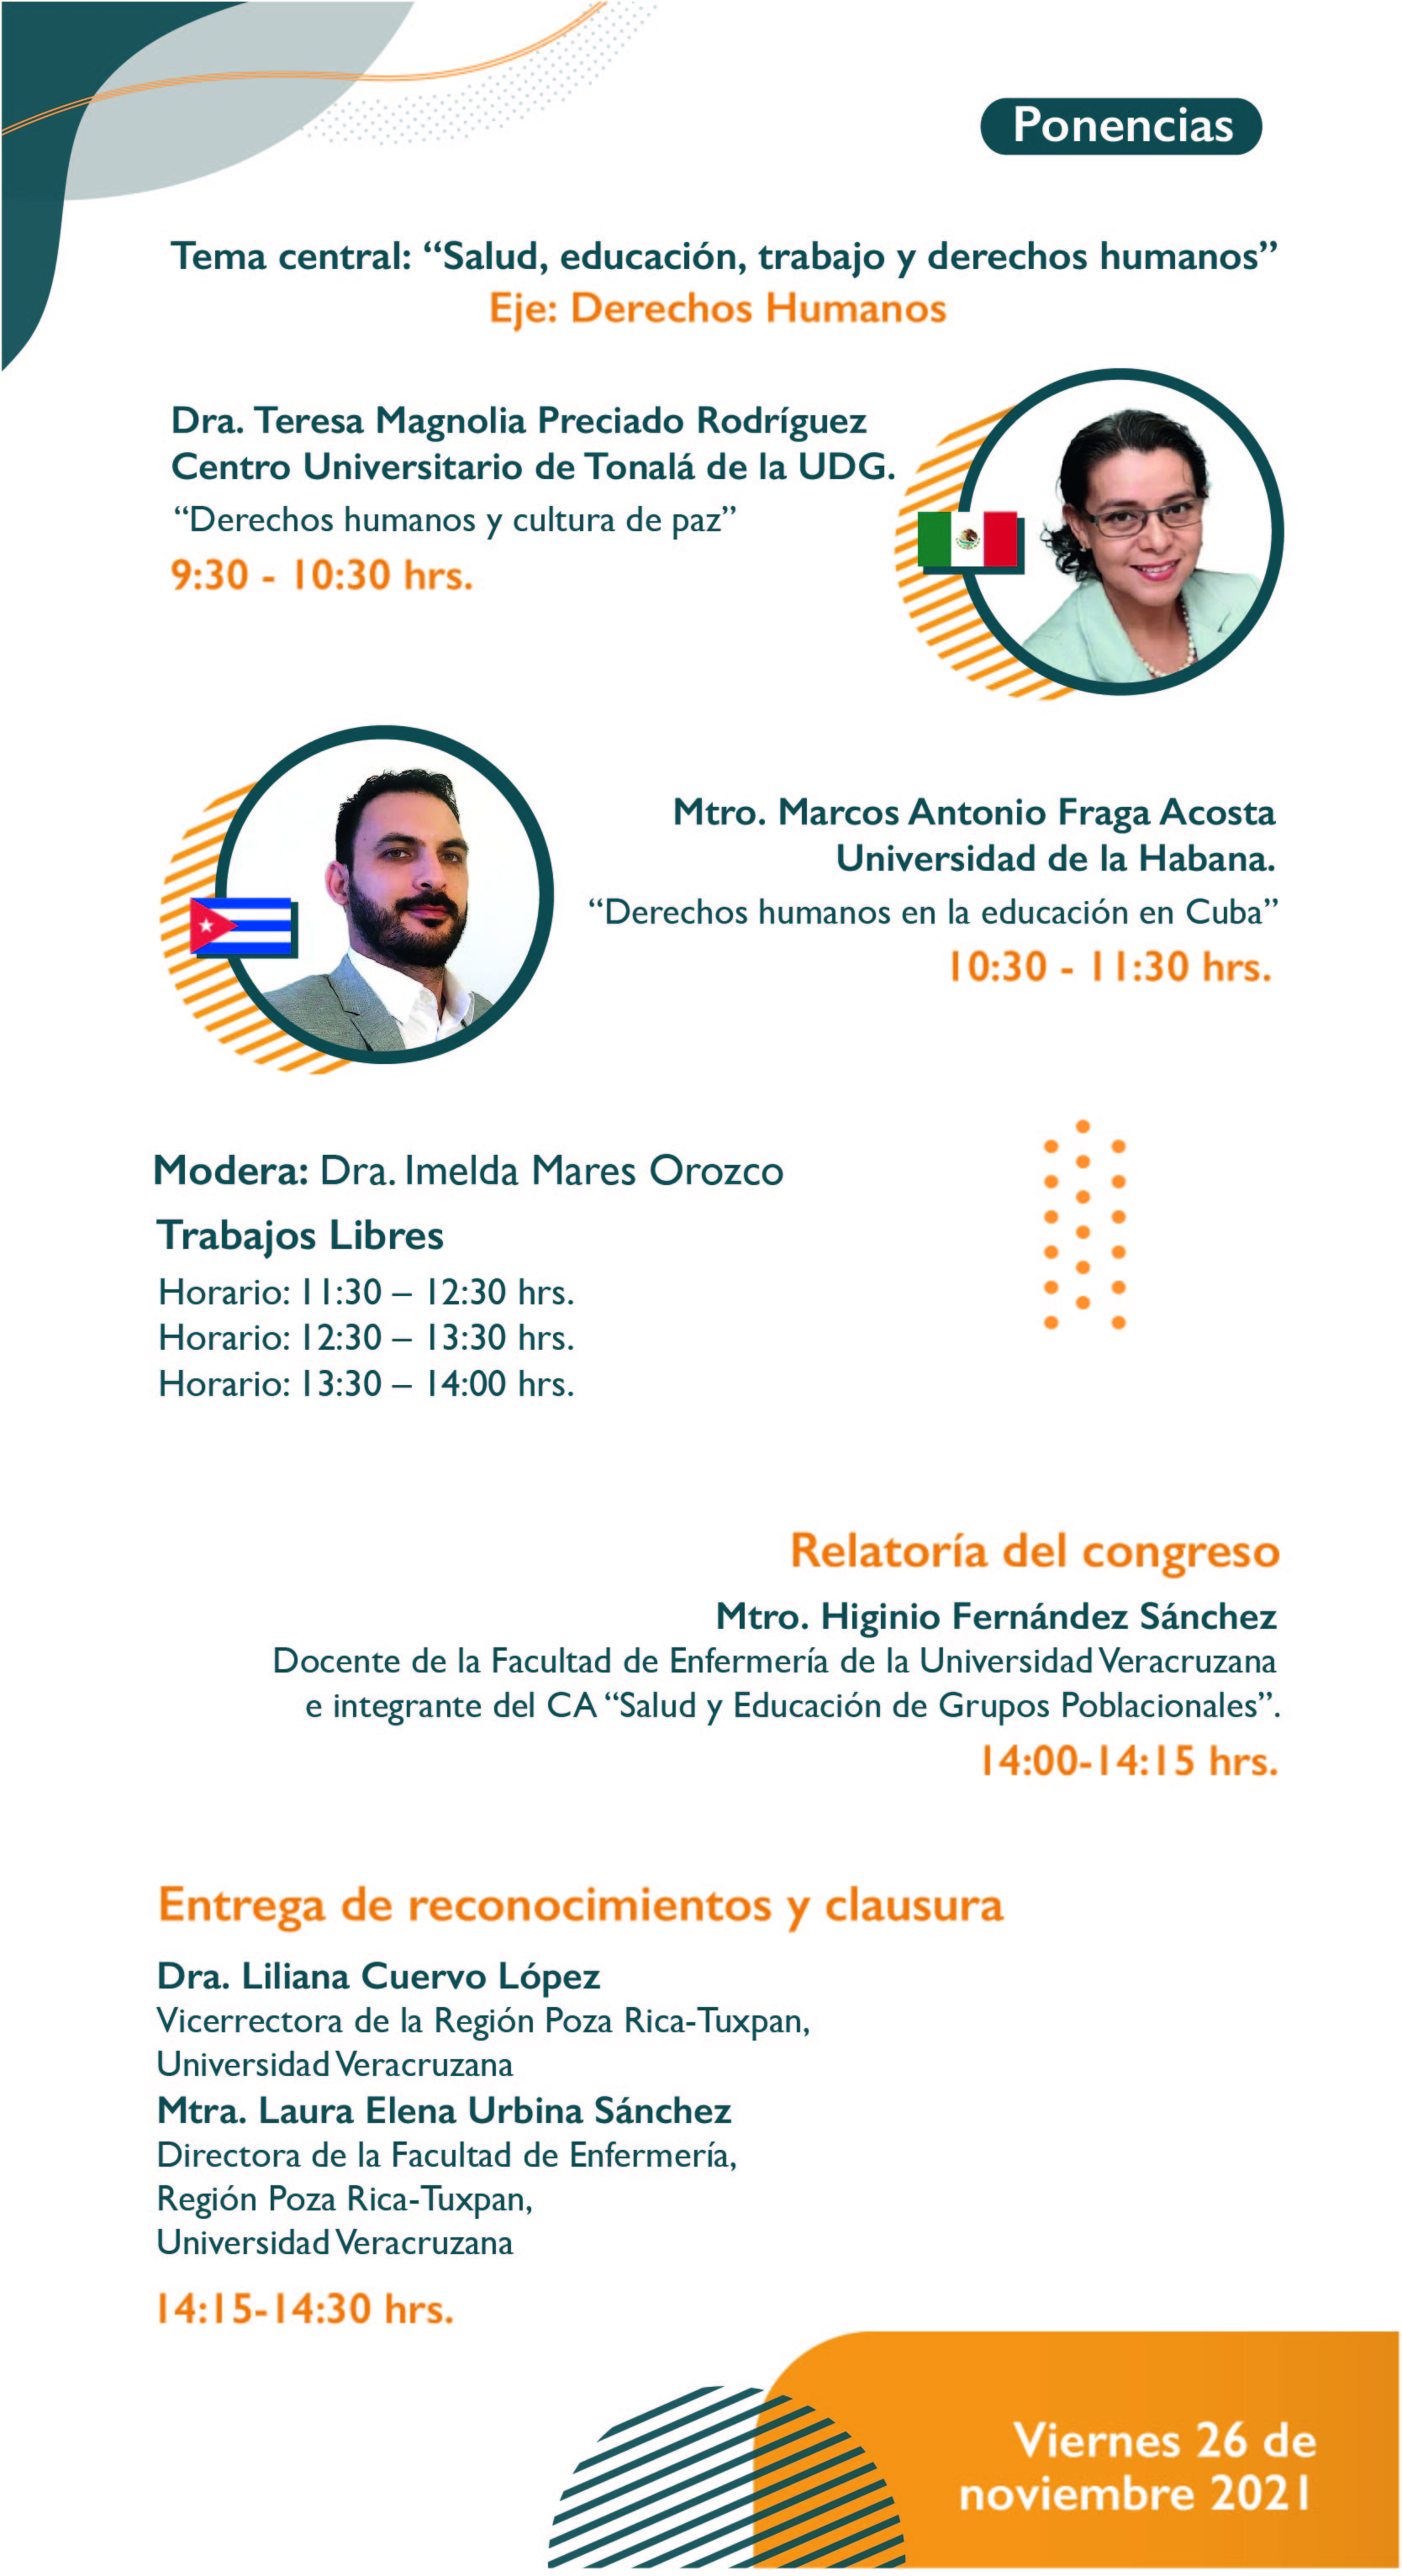 Ponencias
Tema central: “Salud, educación, trabajo y derechos humanos”
Eje: Derechos Humanos
Dra. Teresa Magnolia Preciado Rodríguez
Centro Universitario de Tonalá de la UDG.
“Derechos humanos y cultura de paz”
9:30 - 10:30 hrs.
Mtro. Marcos Antonio Fraga Acosta
Universidad de la Habana.
“Derechos humanos en la educación en Cuba”
10:30 - 11:30 hrs.
Modera: Dra. Imelda Mares Orozco
Trabajos Libres
Horario: 11:30 – 12:30 hrs.
Horario: 12:30 – 13:30 hrs.
Horario: 13:30 – 14:00 hrs.
Relatoría del congreso
Mtro. Higinio Fernández Sánchez
Docente de la Facultad de Enfermería de la Universidad Veracruzana
e integrante del CA “Salud y Educación de Grupos Poblacionales”.
14:00-14:15 hrs.
Entrega de reconocimientos y clausura
Dra. Liliana Cuervo López
Vicerrectora de la Región Poza Rica-Tuxpan,
Universidad Veracruzana
Mtra. Laura Elena Urbina Sánchez
Directora de la Facultad de Enfermería,
Región Poza Rica-Tuxpan,
Universidad Veracruzana
14:15-14:30 hrs.
Viernes 26 de
noviembre 2021